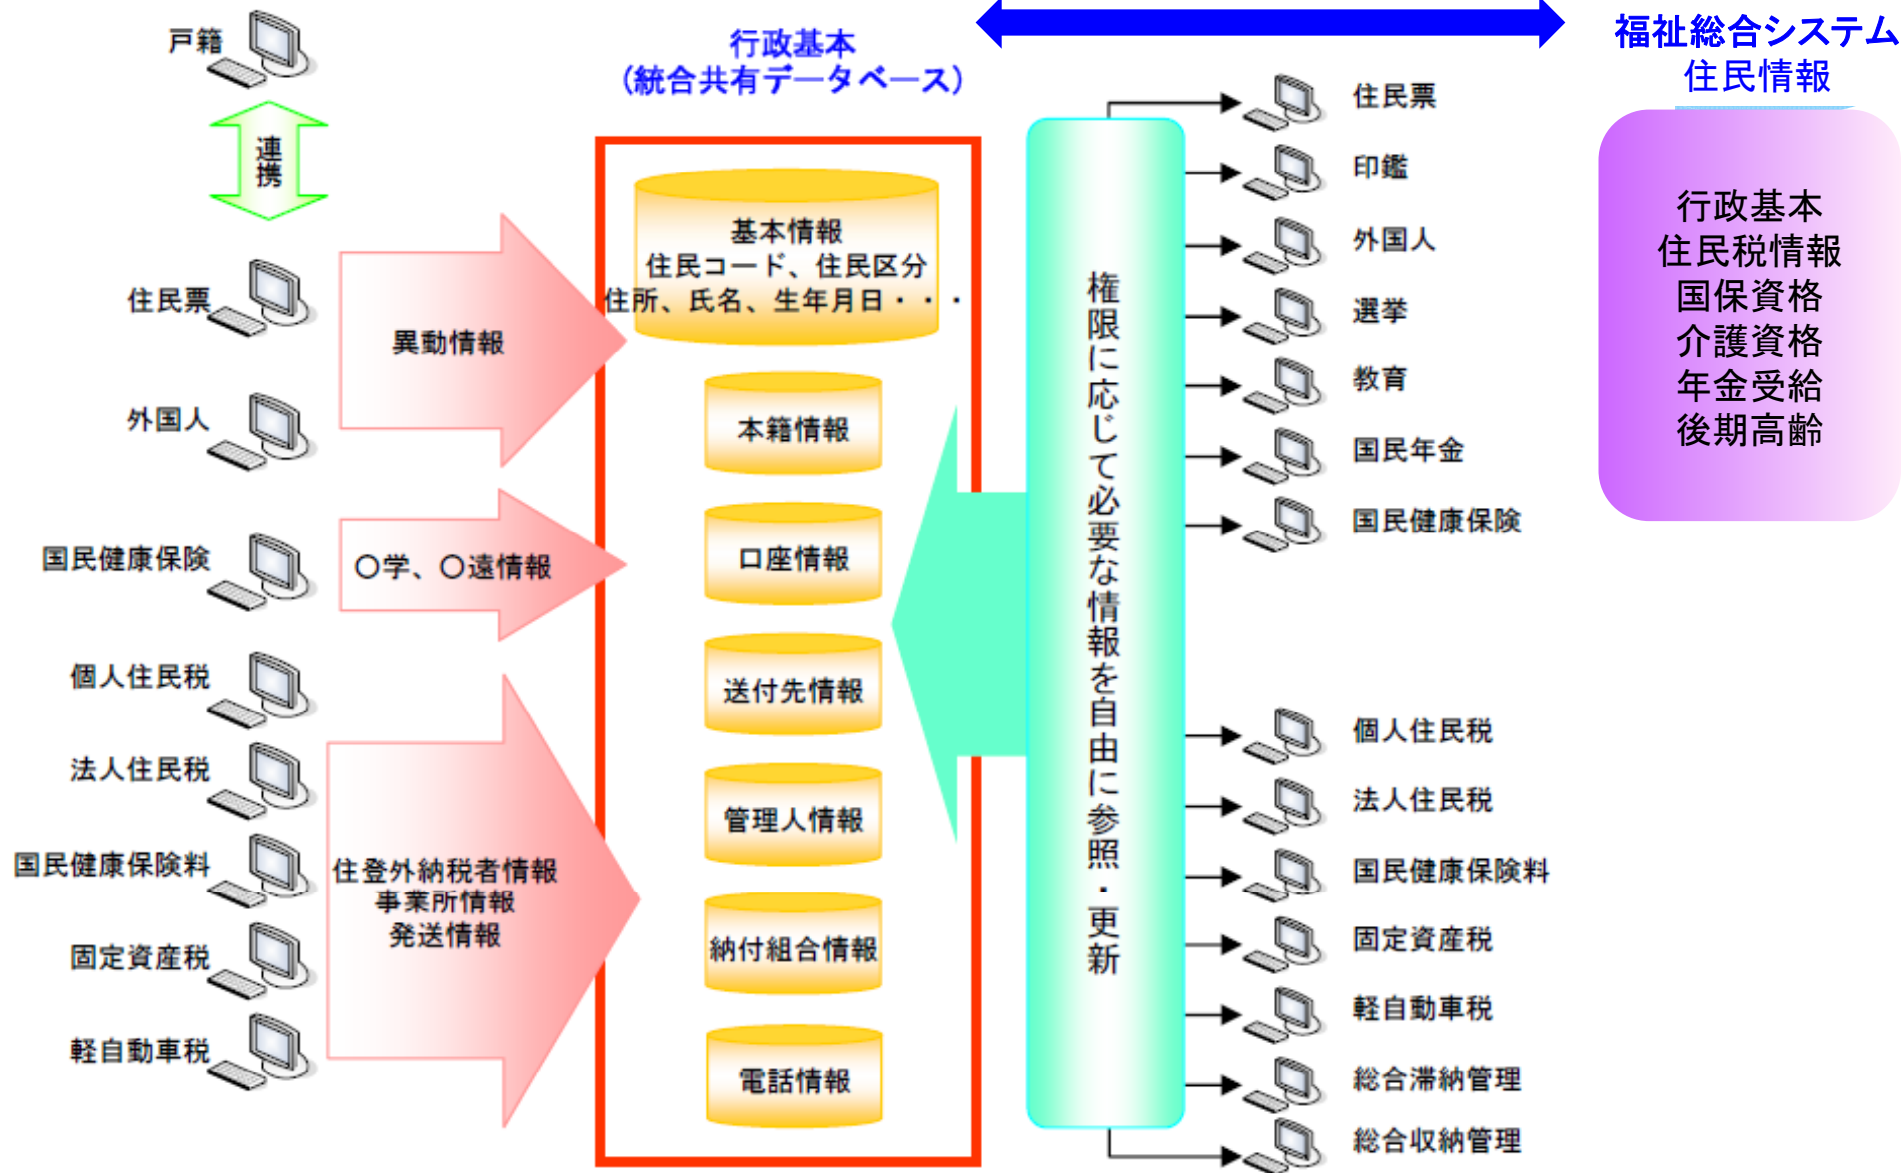 戸籍
連携
住民票
外国人
国民健康保険
個人住民税
法人住民税
国民健康保険料
固定資産税
軽自動車税
異動情報
〇学、〇遠情報
住登外納税者情報
事業所情報
発送情報
行政基本
(統合共有データベース)
基本情報
住民コード、住民区分
住所、氏名、生年月日・・・
本籍情報
口座情報
送付先情報
管理人情報
納付組合情報
電話情報
権限に応じて必要な情報を自由に参照・更新
住民票
印鑑
外国人
選挙
教育
国民年金
国民健康保険
個人住民税
法人住民税
国民健康保険料
固定資産税
軽自動車税
総合滞納管理
総合収納管理
福祉総合システム
住民情報
行政基本
住民税情報
国保資格
介護資格
年金受給
後期高齢